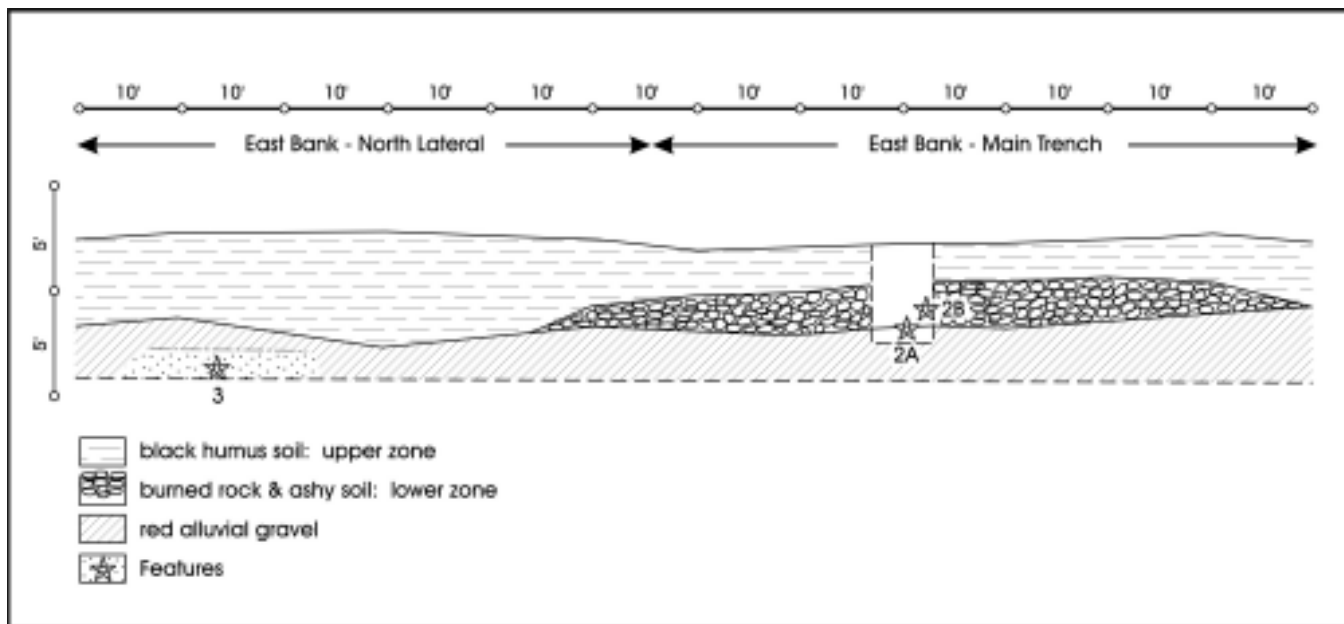 10' 10' 10' 10' 10' 10' 10' 10' 10' 10' 10' 10'
East Bank - North Lateral East Bank - Main Trench
5'
5'
2B
2A
3
black humus soil: upper zone
burned rock & ashy soil: lower zone
red alluvial gravel
Features